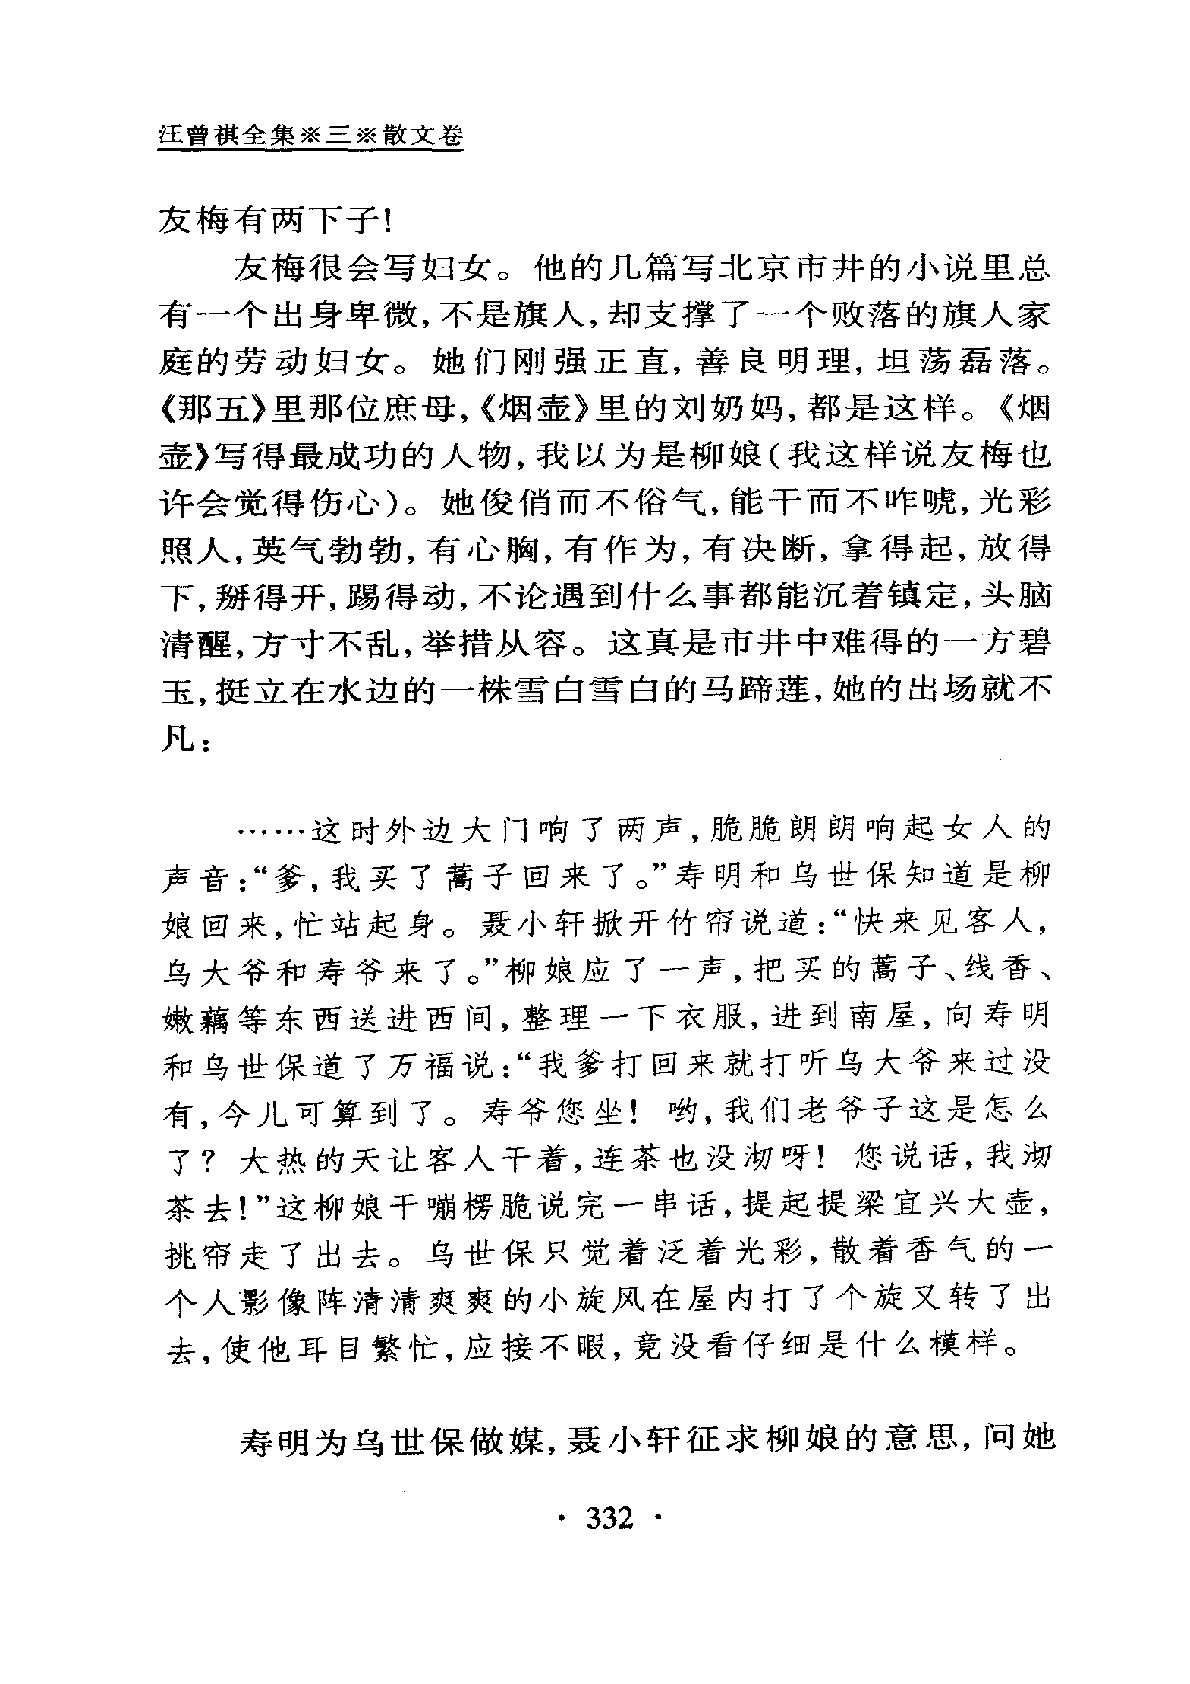 汪曾祺全集※三※散文卷
友梅有两下子!
友梅很会写妇女。他的几篇写北京市井的小说里总
有一个出身卑微,不是旗人,却支撑了一个败落的旗人家
庭的劳动妇女。她们刚强正直,善良明理,坦荡磊落。
《那五》里那位庶母,《烟壶》里的刘奶妈,都是这样。《烟
壶》写得最成功的人物,我以为是柳娘(我这样说友梅也
许会觉得伤心)。她俊俏而不俗气,能干而不咋唬,光彩
照人,英气勃勃,有心胸,有作为,有决断,拿得起,放得
下,掰得开,踢得动,不论遇到什么事都能沉着镇定,头脑
清醒,方寸不乱,举措从容。这真是市井中难得的一方碧
玉,挺立在水边的一株雪白雪白的马蹄莲,她的出场就不
凡:
……这时外边大门响了两声,脆脆朗朗响起女人的
声音:“爹,我买了蒿子回来了。”寿明和乌世保知道是柳
娘回来,忙站起身。聂小轩掀开竹帘说道:“快来见客人,
乌大爷和寿爷来了。”柳娘应了一声,把买的蒿子、线香、
嫩藕等东西送进西间,整理一下衣服,进到南屋,向寿明
和乌世保道了万福说:“我爹打回来就打听乌大爷来过没
有,今儿可算到了。寿爷您坐! 哟,我们老爷子这是怎么
了? 大热的天让客人干着,连茶也没沏呀! 您说话,我沏
茶去!”这柳娘干嘣楞脆说完一串话,提起提梁宜兴大壶,
挑帘走了出去。乌世保只觉着泛着光彩,散着香气的一
个人影像阵清清爽爽的小旋风在屋内打了个旋又转了出
去,使他耳目繁忙,应接不暇,竟没看仔细是什么模样。
寿明为乌世保做媒,聂小轩征求柳娘的意思,问她
· 332 ·